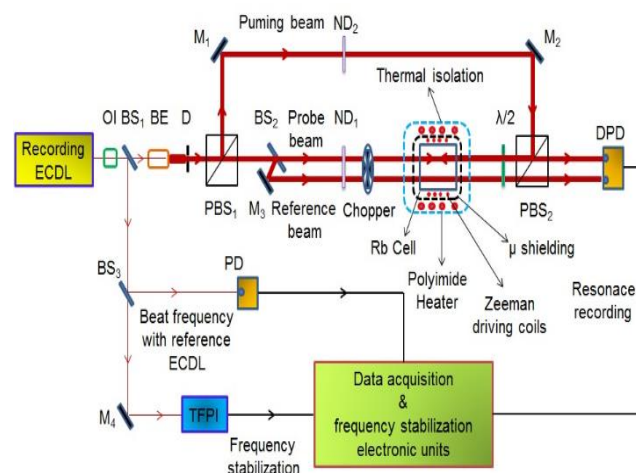 M1
Puming beam
ND2
M2
Thermal isolation
OI
BS1
BE
D
BS2
Probe
beam
ND1
λ/2
DPD
Recording
ECDL
PBS1
M3
Reference
beam
Chopper
PBS2
Rb Cell
μ shielding
BS3
PD
Polyimide
Heater
Zeeman
driving coils
Resonace
recording
Beat frequency
with reference
ECDL
Data acquisition
&
frequency stabilization
electronic units
M4
TFPI
Frequency
stabilization